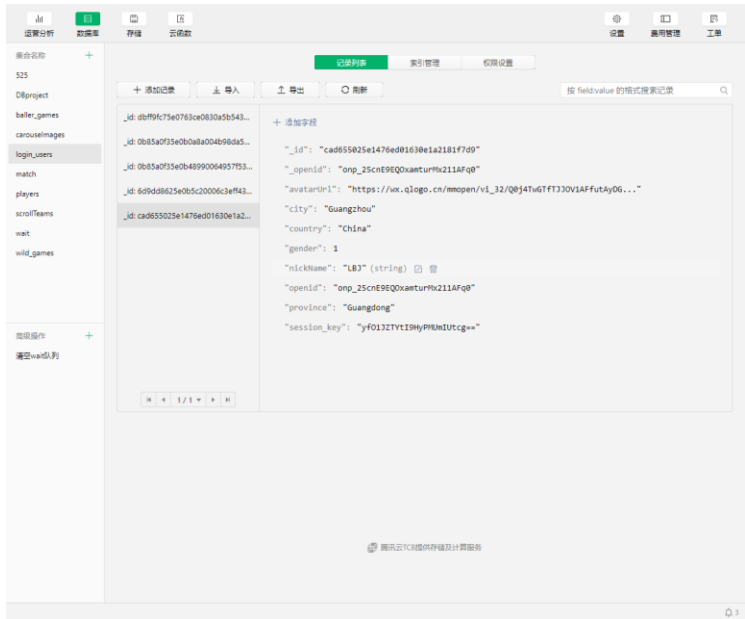 运营分析 数据库 存储 云函数 设置 费用管理 工单
集合名称 +
525
DBproject
baller_games
carouselmages
login_users
match
players
scrollTeams
wait
wild_games
高级操作 +
清空wait队列
记录列表 索引管理 权限设置
+ 添加记录 导入 导出 刷新 按 field:value 的格式搜索记录
_id: dbff9fc75e0763ce0830a5b543...
_id: 0b85a0f35e0b0a8a004b98da5...
_id: 0b85a0f35e0b48990064957f53...
_id: 6d9dd8625e0b5c20006c3eff43...
_id: cad655025e1476ed01630e1a2...
1 / 1
+ 添加字段
"_id": "cad655025e1476ed01630e1a2181f7d9"
"_openid": "onp_25cnE9EQOxamturMx211AFq0"
"avatarUrl": "https://wx.qlogo.cn/mmopen/vi_32/Q0j4TwGTfTJJOV1AFfutAyDG..."
"city": "Guangzhou"
"country": "China"
"gender": 1
"nickName": "LBJ" (string)
"openid": "onp_25cnE9EQOxamturMx211AFq0"
"province": "Guangdong"
"session_key": "yfO1JZTYtI9HyPMUmIUtcg=="
腾讯云TCB提供存储及计算服务
3